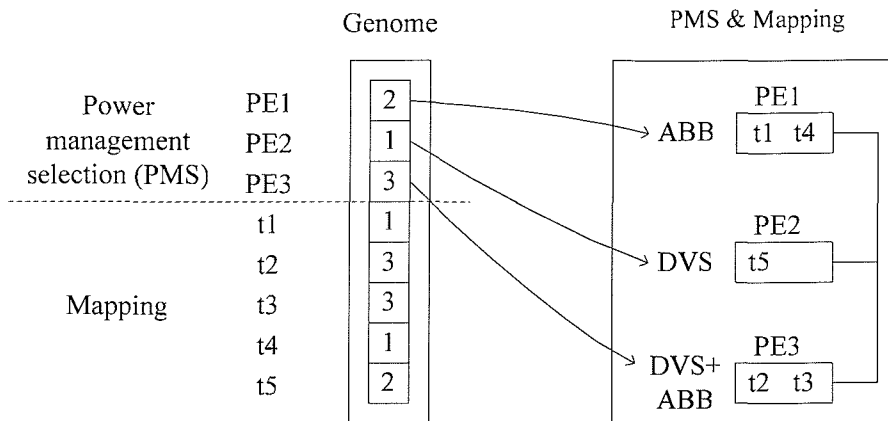 Genome
PMS & Mapping
Power
management
selection (PMS)
PE1
PE2
PE3
2
1
3
Mapping
t1
t2
t3
t4
t5
1
3
3
1
2
ABB
PE1
t1 t4
DVS
PE2
t5
DVS+
ABB
PE3
t2 t3